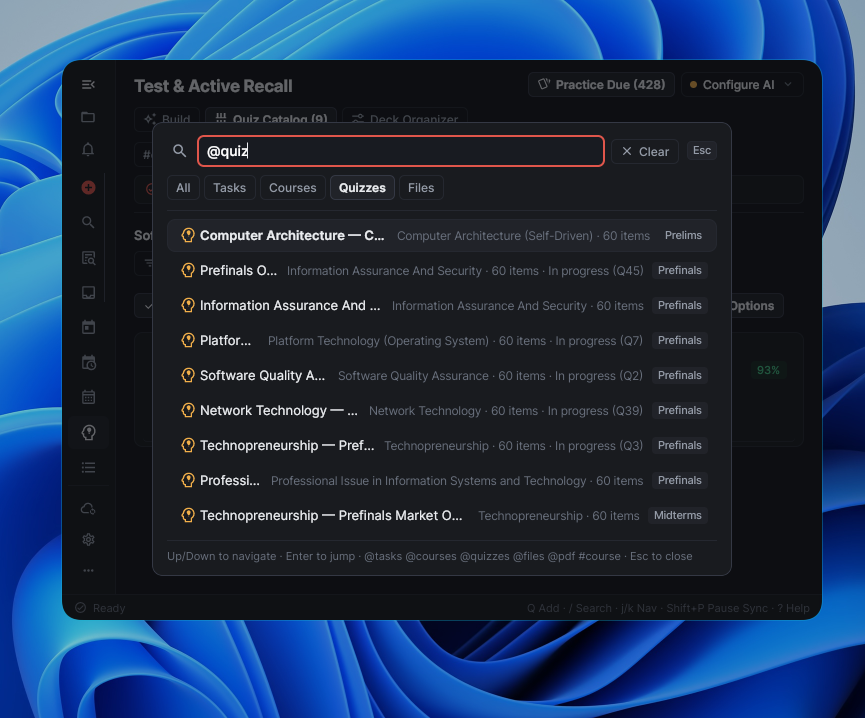 Test & Active Recall
Practice Due (428)
Configure AI
Build
Quiz Catalog (9)
Deck Organizer
@quiz
Clear
Esc
All
Tasks
Courses
Quizzes
Files
Computer Architecture — C... Computer Architecture (Self-Driven) · 60 items Prelims
Prefinals O... Information Assurance And Security · 60 items · In progress (Q45) Prefinals
Information Assurance And ... Information Assurance And Security · 60 items Prefinals
Options
Platfor... Platform Technology (Operating System) · 60 items · In progress (Q7) Prefinals
93%
Software Quality A... Software Quality Assurance · 60 items · In progress (Q2) Prefinals
Network Technology — ... Network Technology · 60 items · In progress (Q39) Prefinals
Technopreneurship — Pref... Technopreneurship · 60 items · In progress (Q3) Prefinals
Professi... Professional Issue in Information Systems and Technology · 60 items Prefinals
Technopreneurship — Prefinals Market O... Technopreneurship · 60 items Midterms
Up/Down to navigate · Enter to jump · @tasks @courses @quizzes @files @pdf #course · Esc to close
Ready
Q Add · / Search · j/k Nav · Shift+P Pause Sync · ? Help